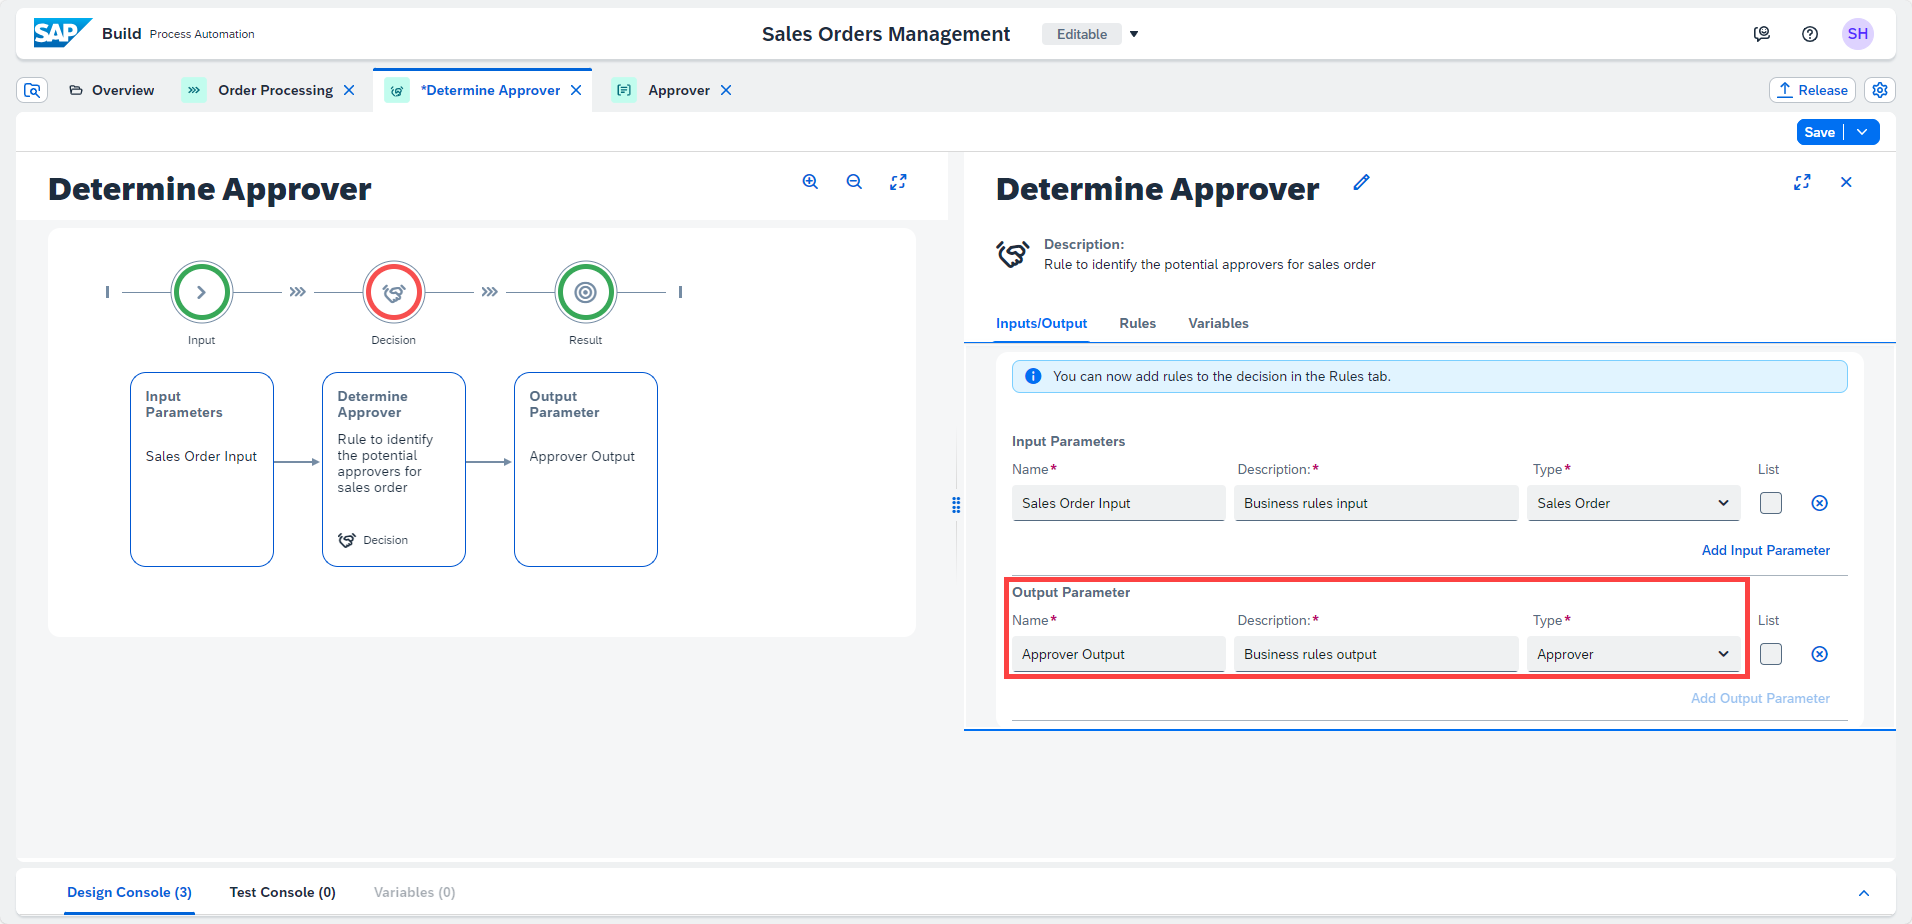 SAP Build Process Automation
Sales Orders Management
Editable
SH
Overview
Order Processing
*Determine Approver
Approver
Release
Save
Determine Approver
Input
Decision
Result
Input
Parameters
Sales Order Input
Determine
Approver
Rule to identify
the potential
approvers for
sales order
Decision
Output
Parameter
Approver Output
Determine Approver
Description:
Rule to identify the potential approvers for sales order
Inputs/Output Rules Variables
You can now add rules to the decision in the Rules tab.
Input Parameters
Name* Description:* Type* List
Sales Order Input Business rules input Sales Order
Add Input Parameter
Output Parameter
Name* Description:* Type* List
Approver Output Business rules output Approver
Add Output Parameter
Design Console (3) Test Console (0) Variables (0)